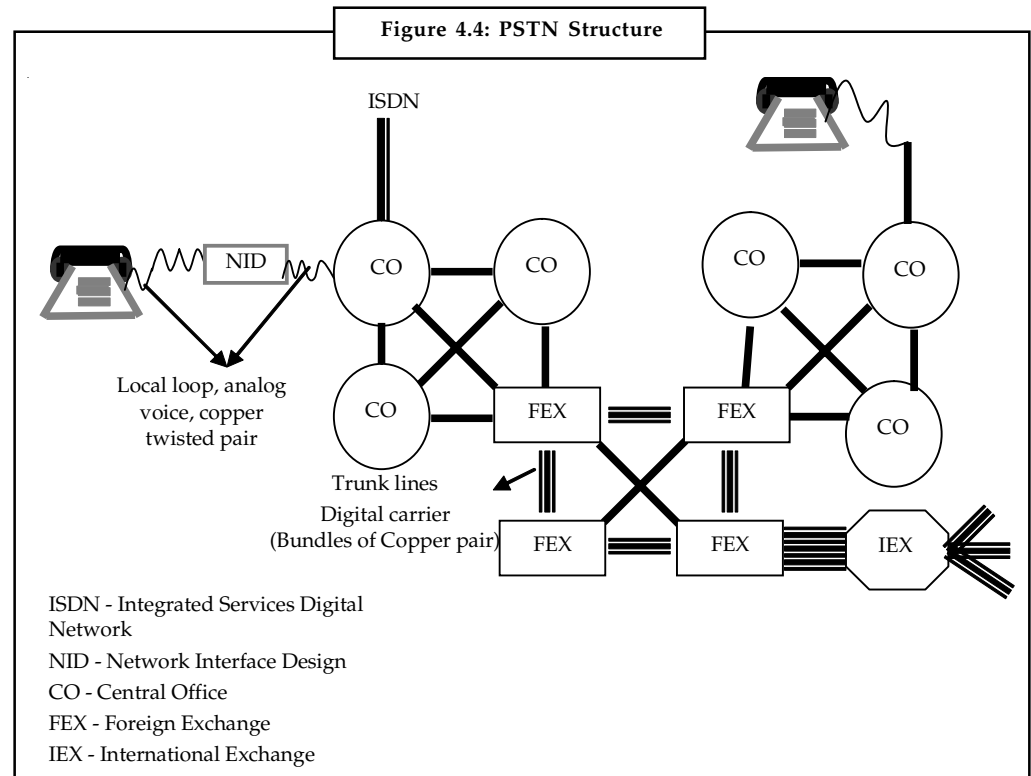 Figure 4.4: PSTN Structure
ISDN
NID
CO
CO
CO
CO
Local loop, analog
voice, copper
twisted pair
CO
FEX
FEX
CO
Trunk lines
Digital carrier
(Bundles of Copper pair)
FEX
FEX
IEX
ISDN - Integrated Services Digital
Network
NID - Network Interface Design
CO - Central Office
FEX - Foreign Exchange
IEX - International Exchange